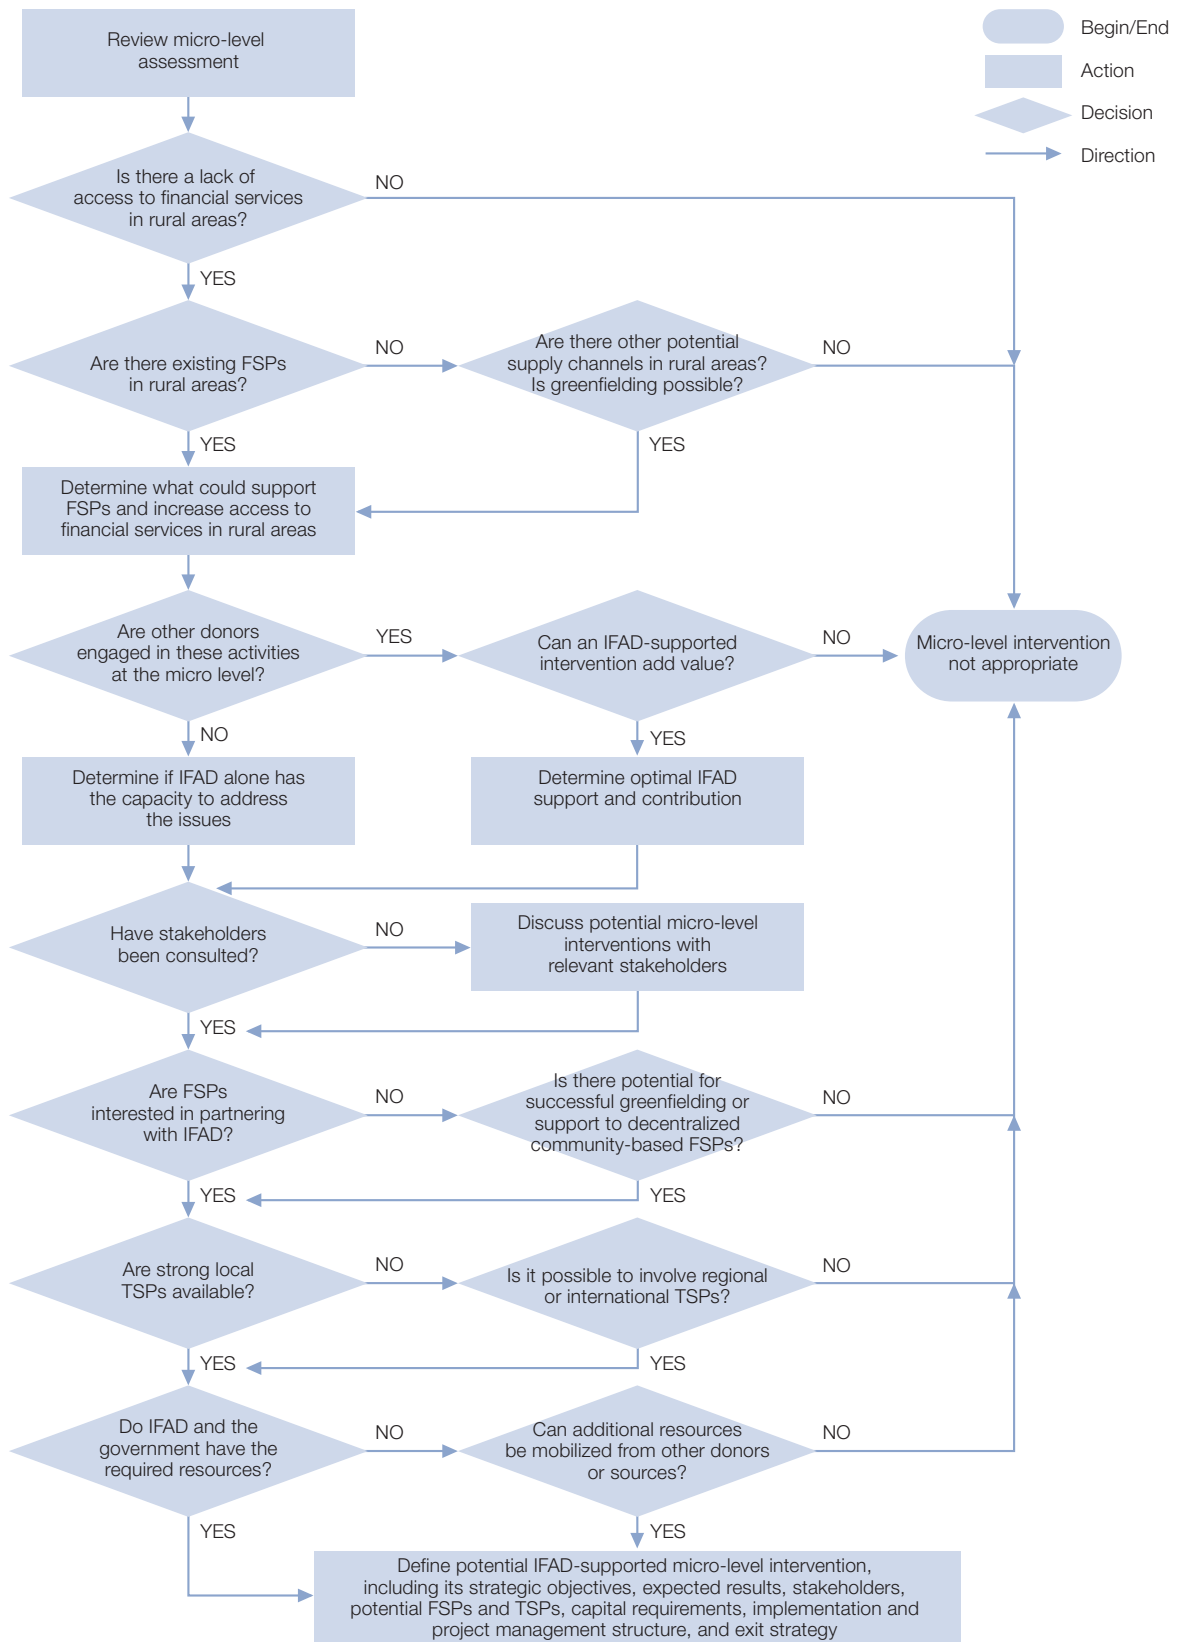 Review micro-level
assessment
Begin/End
Action
Decision
Direction
Is there a lack of
access to financial services
in rural areas?
NO
YES
Are there existing FSPs
in rural areas?
NO
Are there other potential
supply channels in rural areas?
Is greenfielding possible?
NO
YES
YES
Determine what could support
FSPs and increase access to
financial services in rural areas
Are other donors
engaged in these activities
at the micro level?
YES
Can an IFAD-supported
intervention add value?
NO
Micro-level intervention
not appropriate
NO
YES
Determine if IFAD alone has
the capacity to address
the issues
Determine optimal IFAD
support and contribution
Have stakeholders
been consulted?
NO
Discuss potential micro-level
interventions with
relevant stakeholders
YES
Are FSPs
interested in partnering
with IFAD?
NO
Is there potential for
successful greenfielding or
support to decentralized
community-based FSPs?
NO
YES
YES
Are strong local
TSPs available?
NO
Is it possible to involve regional
or international TSPs?
NO
YES
YES
Do IFAD and the
government have the
required resources?
NO
Can additional resources
be mobilized from other donors
or sources?
NO
YES
YES
Define potential IFAD-supported micro-level intervention,
including its strategic objectives, expected results, stakeholders,
potential FSPs and TSPs, capital requirements, implementation and
project management structure, and exit strategy